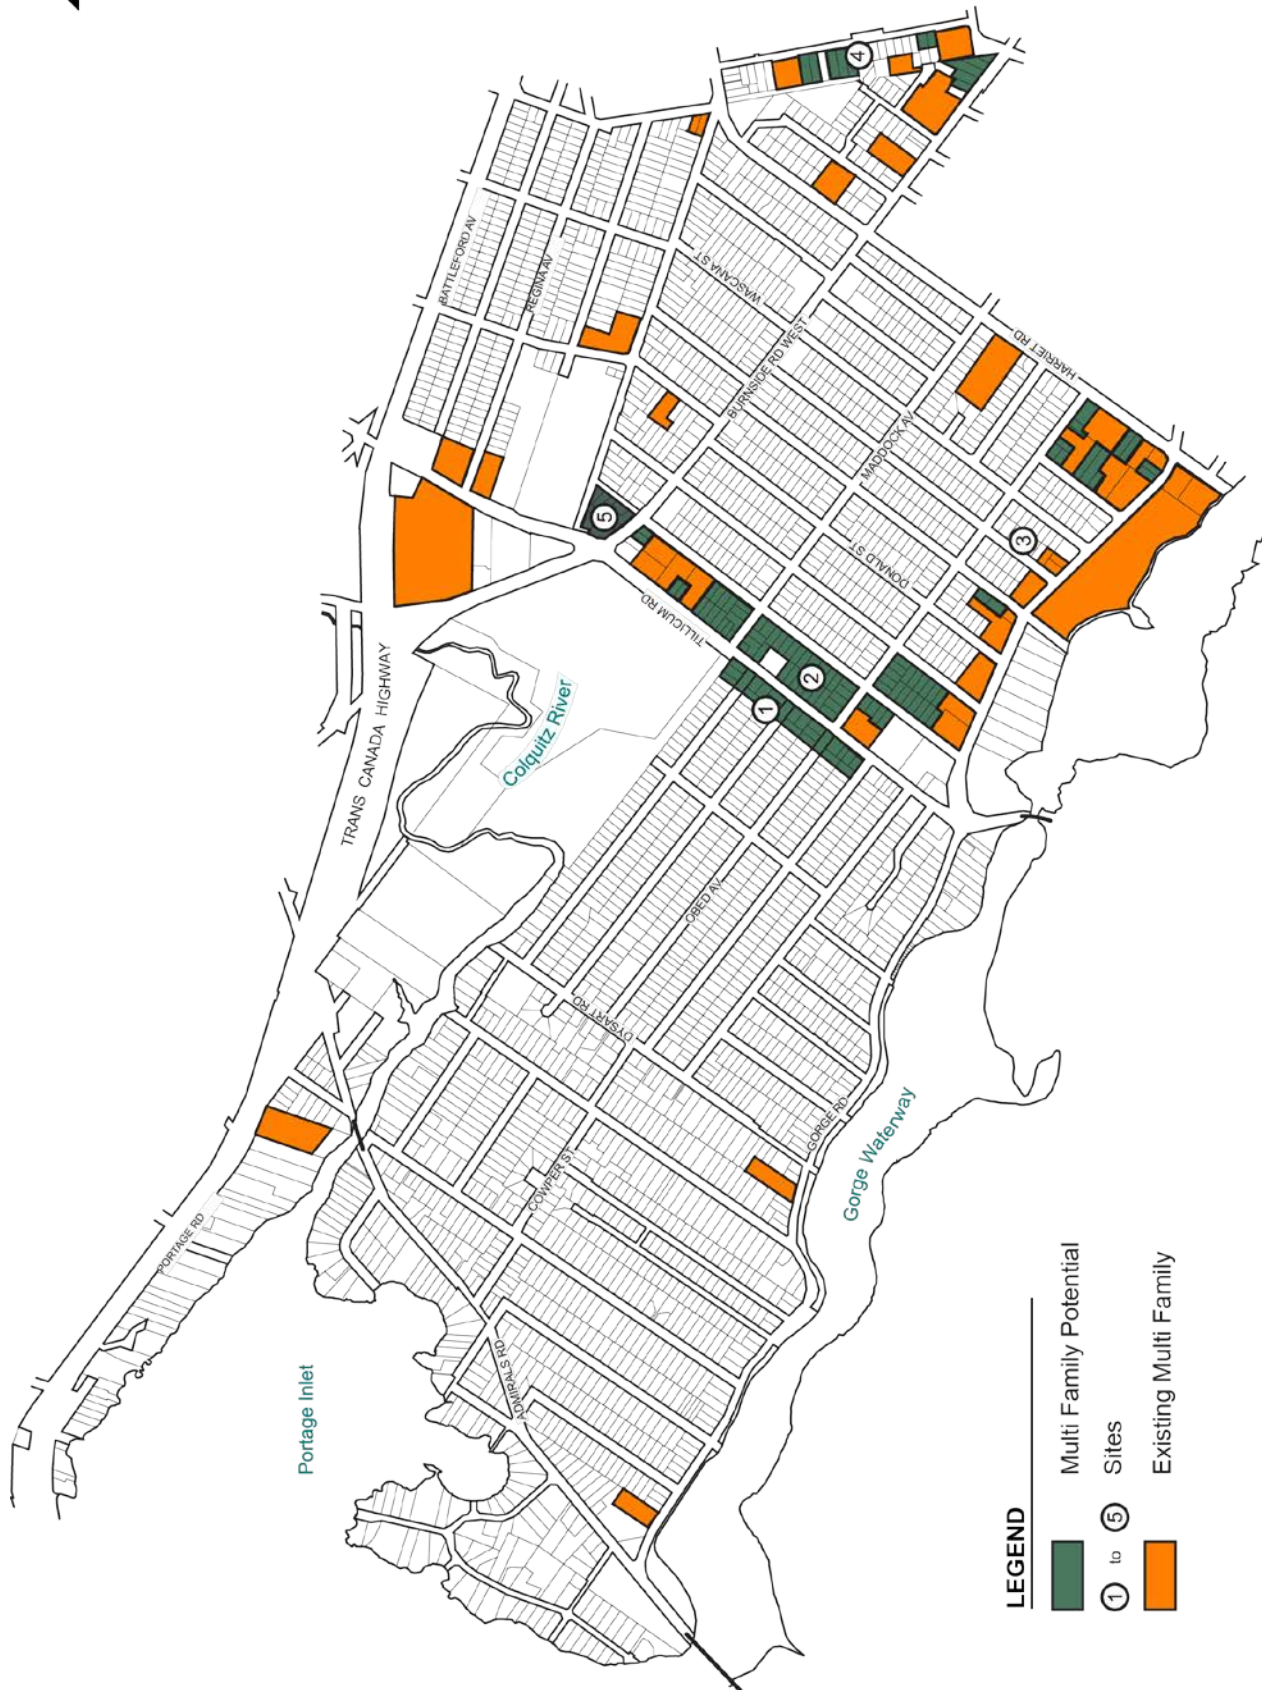 4
BATTLEFORD AV
REGINA AV
WASCANA ST
BURNSIDE RD WEST
HARRIET RD
MADDOCK AV
5
3
DONALD ST
TILLICUM RD
2
1
TRANS CANADA HIGHWAY
Colquitz River
OBED AV
DYSART RD
GORGE RD
Gorge Waterway
COWPER ST
PORTAGE RD
ADMIRALS RD
Portage Inlet
LEGEND
Multi Family Potential
1 to 5 Sites
Existing Multi Family